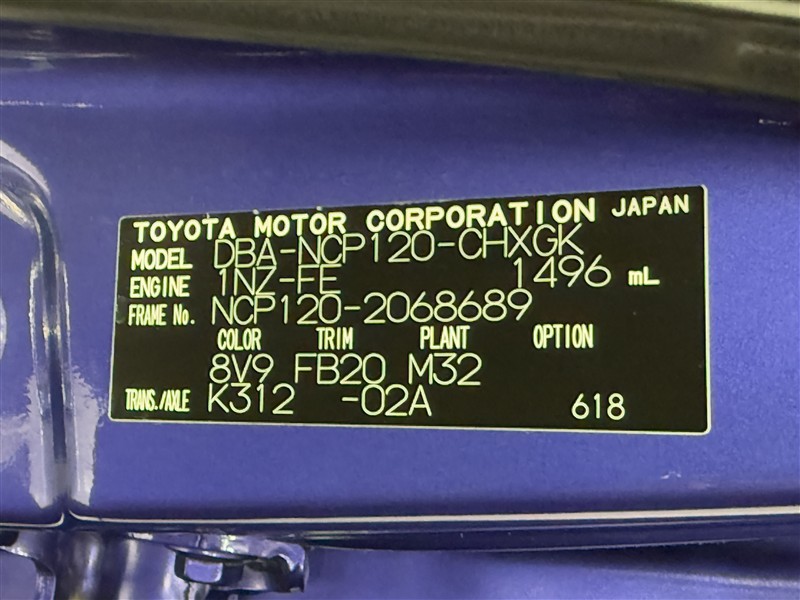 TOYOTA MOTOR CORPORATION JAPAN
MODEL DBA-NCP120-CHXGK
ENGINE 1NZ-FE 1496 mL
FRAME No. NCP120-2068689
COLOR TRIM PLANT OPTION
8V9 FB20 M32
TRANS./AXLE K312 -02A 618